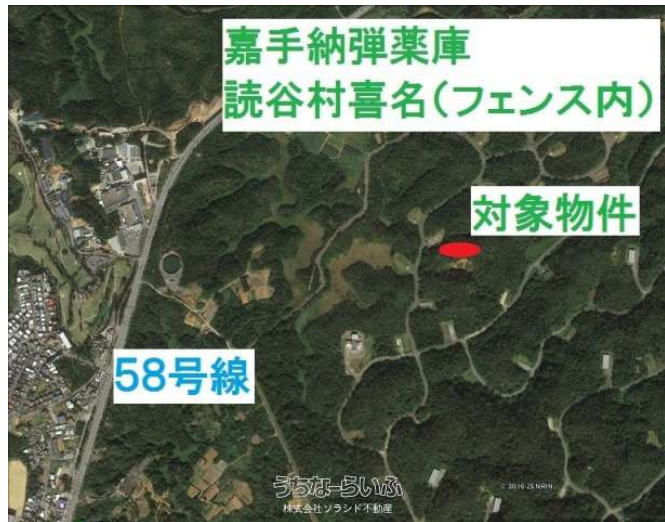 嘉手納弾薬庫
読谷村喜名(フェンス内)
対象物件
58号線
うちなーらいふ
株式会社ソラシド不動産
© 2016 ZENRIN